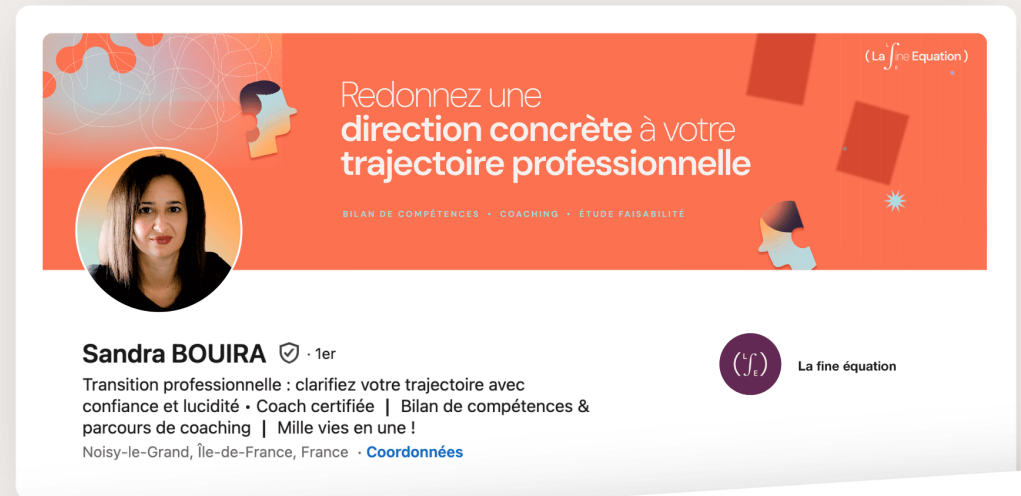 (La fine Equation)
L
E
Redonnez une
direction concrète à votre
trajectoire professionnelle
BILAN DE COMPÉTENCES • COACHING • ÉTUDE FAISABILITÉ
Sandra BOUIRA · 1er
Transition professionnelle : clarifiez votre trajectoire avec
confiance et lucidité • Coach certifiée | Bilan de compétences &
parcours de coaching | Mille vies en une !
Noisy-le-Grand, Île-de-France, France · Coordonnées
(L∫E)
La fine équation